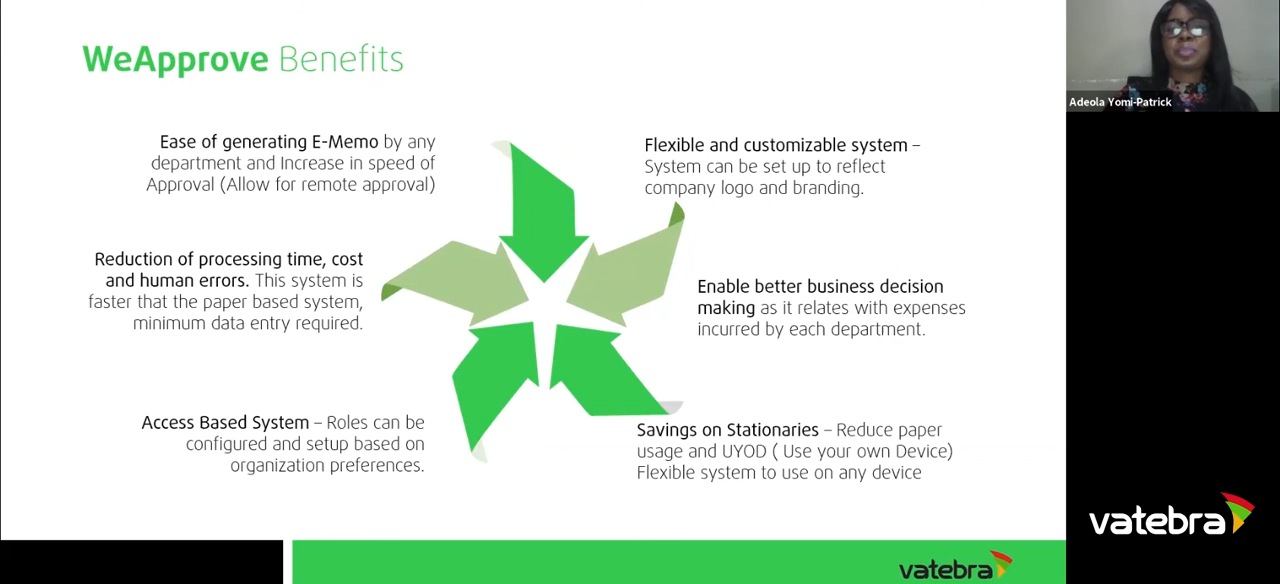 WeApprove Benefits
Ease of generating E-Memo by any
department and Increase in speed of
Approval (Allow for remote approval)
Reduction of processing time, cost
and human errors. This system is
faster that the paper based system,
minimum data entry required.
Access Based System – Roles can be
configured and setup based on
organization preferences.
Flexible and customizable system –
System can be set up to reflect
company logo and branding.
Enable better business decision
making as it relates with expenses
incurred by each department.
Savings on Stationaries – Reduce paper
usage and UYOD ( Use your own Device)
Flexible system to use on any device
vatebra
Adeola Yomi-Patrick
vatebra